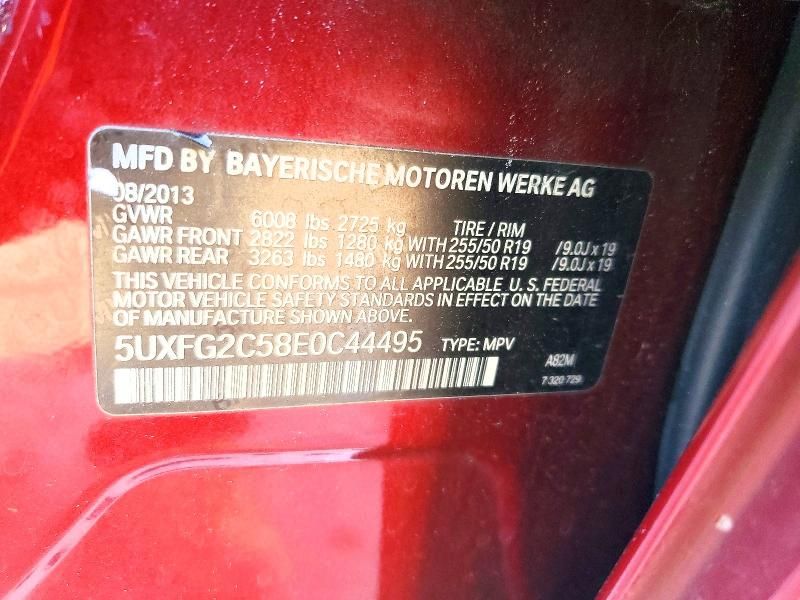 MFD BY BAYERISCHE MOTOREN WERKE AG
08/2013
GVWR 6008 lbs 2725 kg TIRE / RIM
GAWR FRONT 2822 lbs 1280 kg WITH 255/50 R19 /9.0J x 19
GAWR REAR 3263 lbs 1480 kg WITH 255/50 R19 /9.0J x 19
THIS VEHICLE CONFORMS TO ALL APPLICABLE U. S. FEDERAL
MOTOR VEHICLE SAFETY STANDARDS IN EFFECT ON THE DATE
OF MANUFACTURE SHOWN ABOVE.
5UXFG2C58E0C44495 TYPE: MPV
A82M
7 320 729